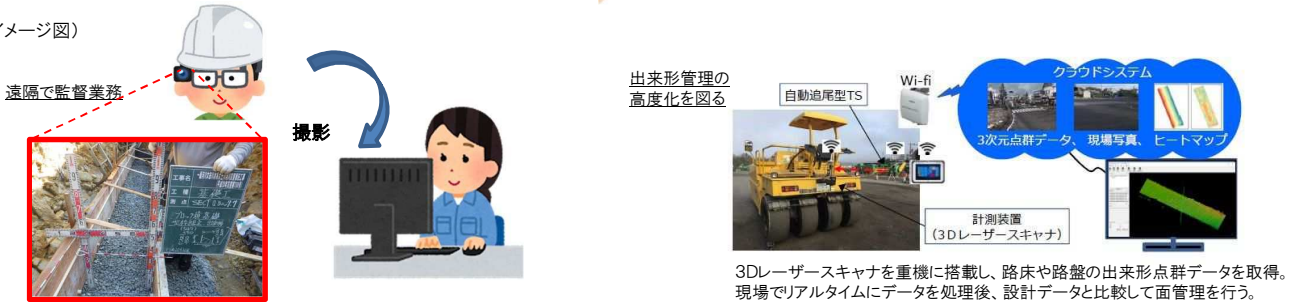 イメージ図)
遠隔で監督業務
撮影
工事名
工種
SECT
出来形管理の
高度化を図る
自動追尾型TS
Wi-fi
クラウドシステム
3次元点群データ、現場写真、ヒートマップ
計測装置
(3Dレーザースキャナ)
3Dレーザースキャナを重機に搭載し、路床や路盤の出来形点群データを取得。
現場でリアルタイムにデータを処理後、設計データと比較して面管理を行う。